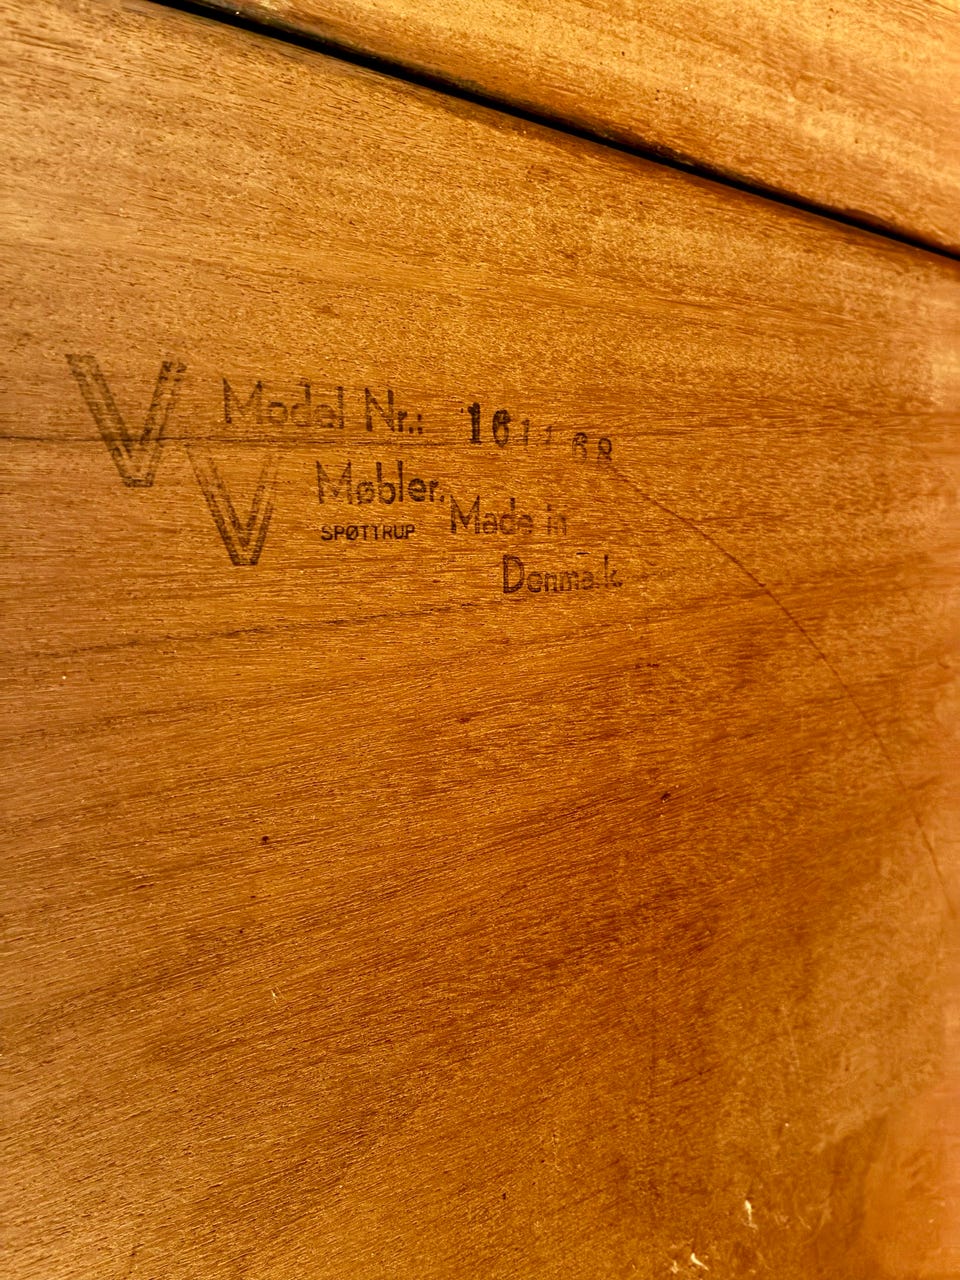 VV
Model Nr.:
Møbler.
SPØTTRUP
Made in
Denmark